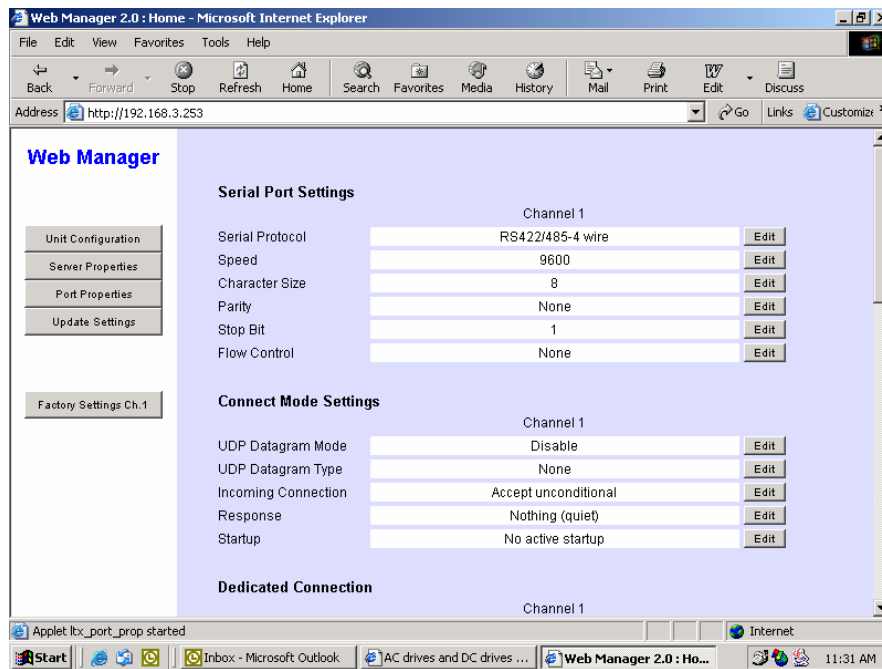 Web Manager 2.0 : Home - Microsoft Internet Explorer
File Edit View Favorites Tools Help
Back Forward Stop Refresh Home Search Favorites Media History Mail Print Edit Discuss
Address http://192.168.3.253 Go Links Customize
Web Manager
Unit Configuration
Server Properties
Port Properties
Update Settings
Factory Settings Ch.1
Serial Port Settings
Channel 1
Serial Protocol RS422/485-4 wire Edit
Speed 9600 Edit
Character Size 8 Edit
Parity None Edit
Stop Bit 1 Edit
Flow Control None Edit
Connect Mode Settings
Channel 1
UDP Datagram Mode Disable Edit
UDP Datagram Type None Edit
Incoming Connection Accept unconditional Edit
Response Nothing (quiet) Edit
Startup No active startup Edit
Dedicated Connection
Channel 1
Applet ltx_port_prop started Internet
Start Inbox - Microsoft Outlook AC drives and DC drives ... Web Manager 2.0 : Ho... 11:31 AM